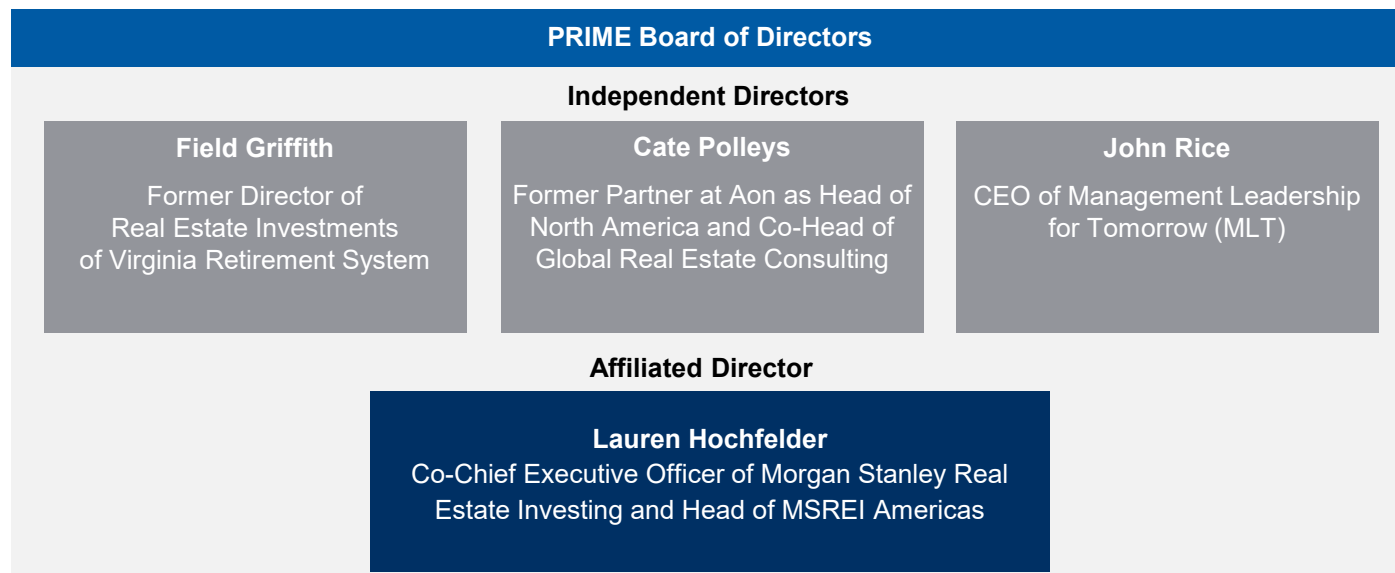 PRIME Board of Directors
Independent Directors
Field Griffith
Former Director of
Real Estate Investments
of Virginia Retirement System
Cate Polleys
Former Partner at Aon as Head of
North America and Co-Head of
Global Real Estate Consulting
John Rice
CEO of Management Leadership
for Tomorrow (MLT)
Affiliated Director
Lauren Hochfelder
Co-Chief Executive Officer of Morgan Stanley Real
Estate Investing and Head of MSREI Americas